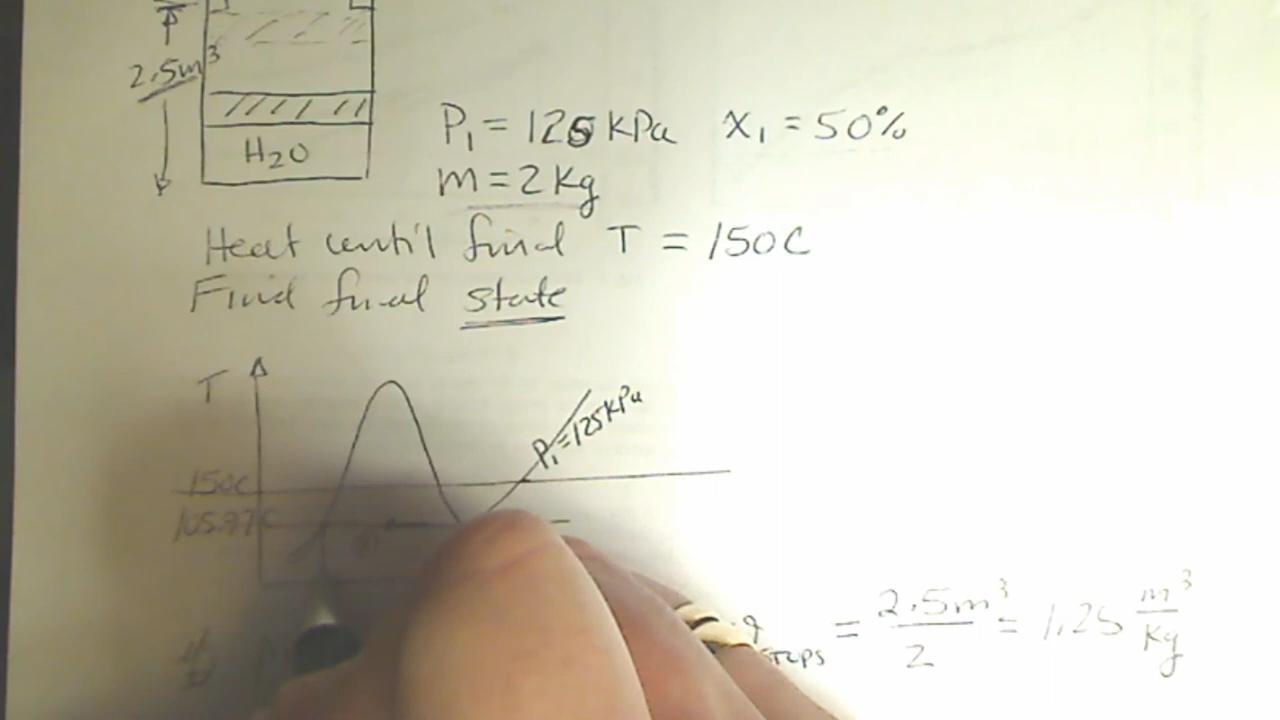 2.5m³
H₂O
P₁ = 125 KPa X₁ = 50%
m = 2 Kg
Heat until final T = 150C
Find final state
T
P₁=125KPa
150C
105.97C
STOPS = 2.5m³/2 = 1.25 m³/Kg